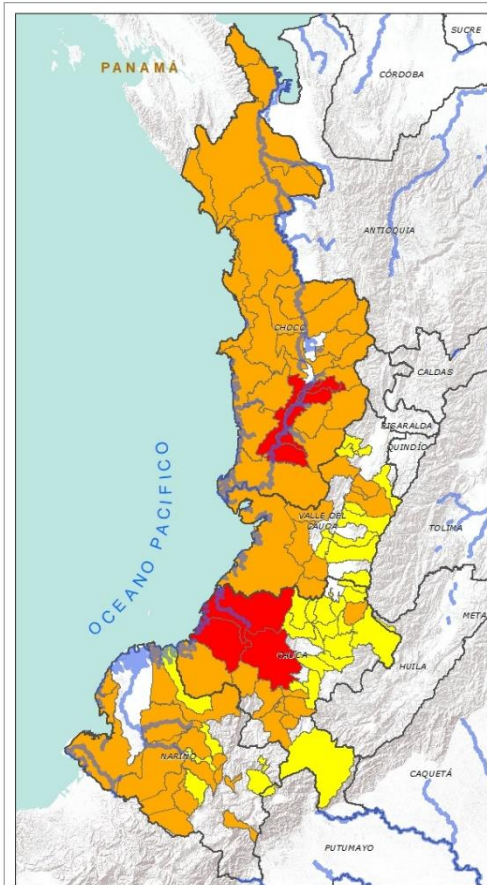 SUCRE
PANAMÁ
CÓRDOBA
ANTIOQUIA
CHOCÓ
CALDAS
RISARALDA
QUINDÍO
OCEANO PACIFICO
VALLE DEL
CAUCA
TOLIMA
META
CAUCA
HUILA
NARIÑO
CAQUETÁ
PUTUMAYO